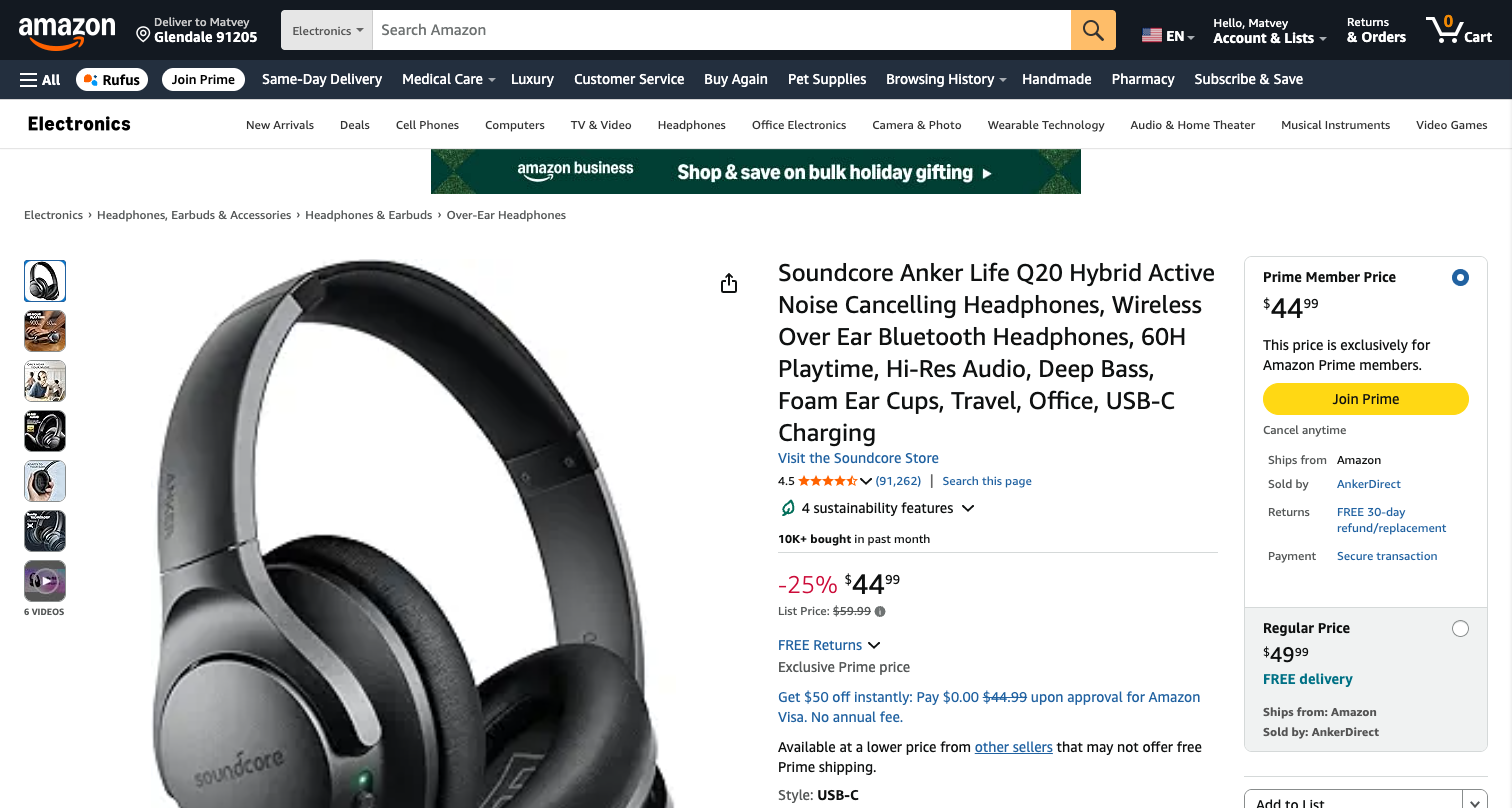 amazon
Deliver to Matvey
Glendale 91205
Electronics
Search Amazon
EN
Hello, Matvey
Account & Lists
Returns
& Orders
0
Cart
All
Rufus
Join Prime
Same-Day Delivery
Medical Care
Luxury
Customer Service
Buy Again
Pet Supplies
Browsing History
Handmade
Pharmacy
Subscribe & Save
Electronics
New Arrivals
Deals
Cell Phones
Computers
TV & Video
Headphones
Office Electronics
Camera & Photo
Wearable Technology
Audio & Home Theater
Musical Instruments
Video Games
amazon business
Shop & save on bulk holiday gifting
Electronics › Headphones, Earbuds & Accessories › Headphones & Earbuds › Over-Ear Headphones
6 VIDEOS
ANKER
soundcore
Soundcore Anker Life Q20 Hybrid Active
Noise Cancelling Headphones, Wireless
Over Ear Bluetooth Headphones, 60H
Playtime, Hi-Res Audio, Deep Bass,
Foam Ear Cups, Travel, Office, USB-C
Charging
Visit the Soundcore Store
4.5 (91,262) | Search this page
4 sustainability features
10K+ bought in past month
-25% $44.99
List Price: $59.99
FREE Returns
Exclusive Prime price
Get $50 off instantly: Pay $0.00 $44.99 upon approval for Amazon
Visa. No annual fee.
Available at a lower price from other sellers that may not offer free
Prime shipping.
Style: USB-C
Prime Member Price
$44.99
This price is exclusively for
Amazon Prime members.
Join Prime
Cancel anytime
Ships from Amazon
Sold by AnkerDirect
Returns FREE 30-day
refund/replacement
Payment Secure transaction
Regular Price
$49.99
FREE delivery
Ships from: Amazon
Sold by: AnkerDirect
Add to List